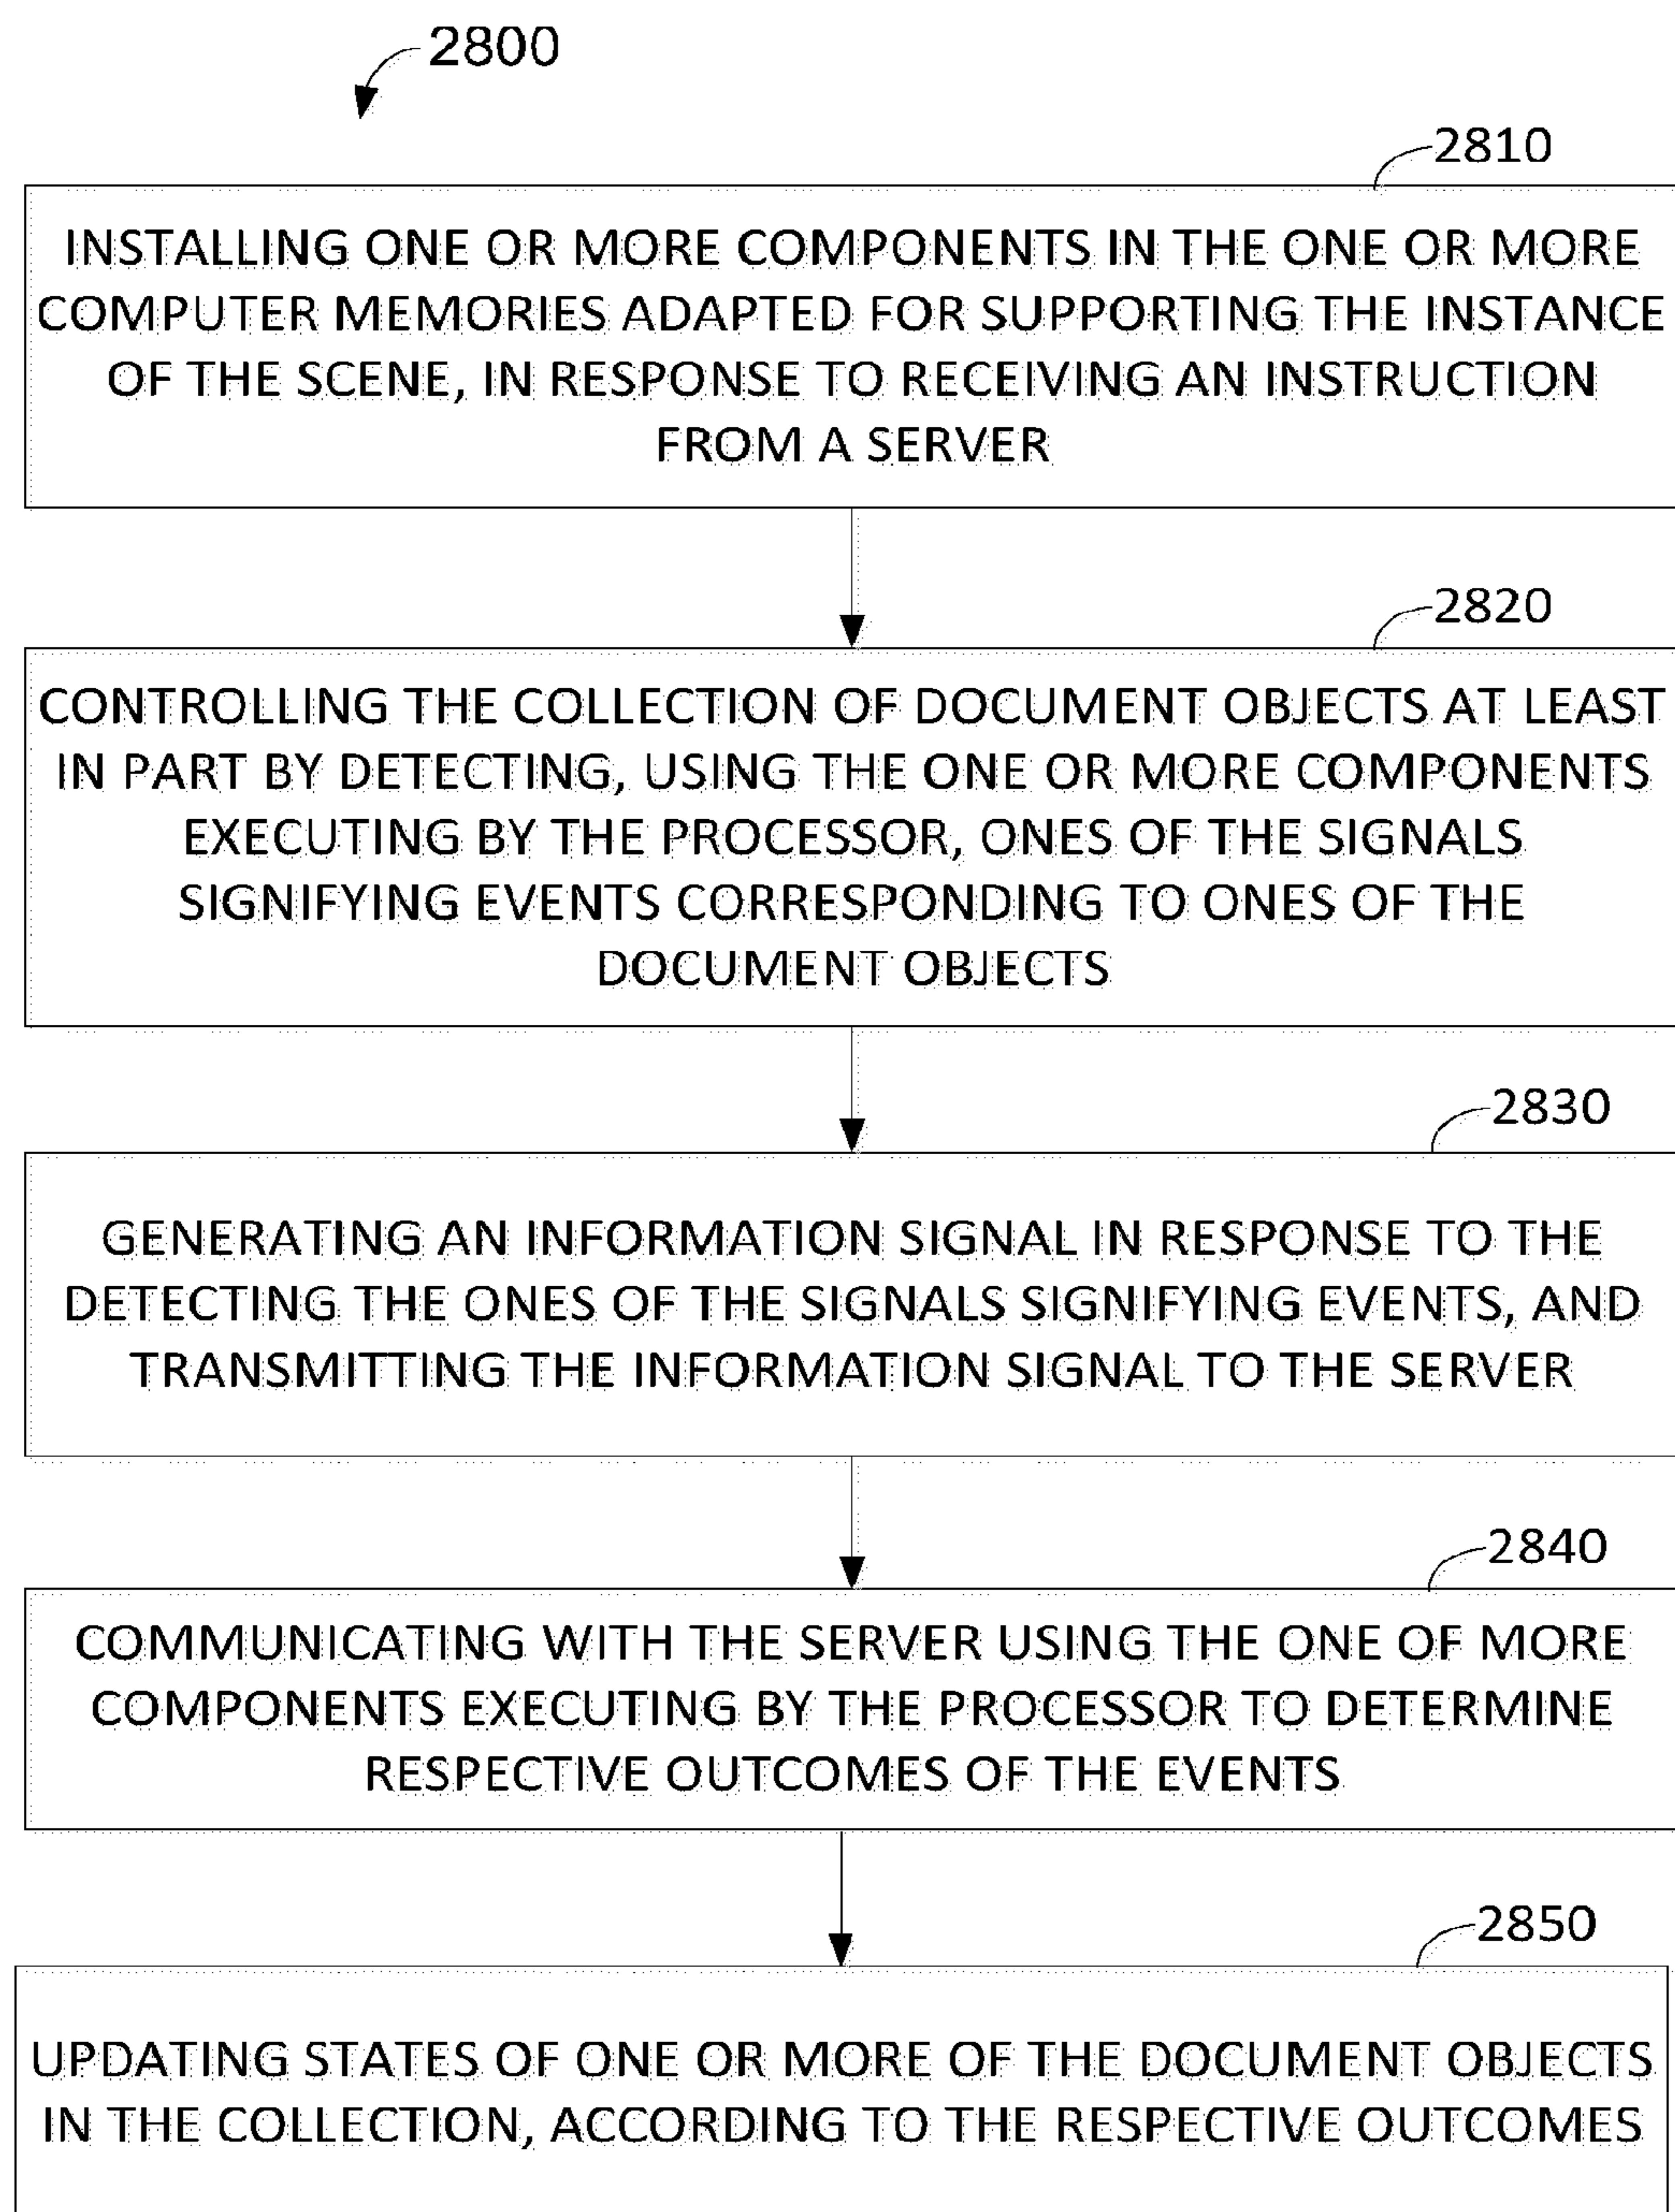 2800
2810
INSTALLING ONE OR MORE COMPONENTS IN THE ONE OR MORE
COMPUTER MEMORIES ADAPTED FOR SUPPORTING THE INSTANCE
OF THE SCENE, IN RESPONSE TO RECEIVING AN INSTRUCTION
FROM A SERVER
2820
CONTROLLING THE COLLECTION OF DOCUMENT OBJECTS AT LEAST
IN PART BY DETECTING, USING THE ONE OR MORE COMPONENTS
EXECUTING BY THE PROCESSOR, ONES OF THE SIGNALS
SIGNIFYING EVENTS CORRESPONDING TO ONES OF THE
DOCUMENT OBJECTS
2830
GENERATING AN INFORMATION SIGNAL IN RESPONSE TO THE
DETECTING THE ONES OF THE SIGNALS SIGNIFYING EVENTS, AND
TRANSMITTING THE INFORMATION SIGNAL TO THE SERVER
2840
COMMUNICATING WITH THE SERVER USING THE ONE OF MORE
COMPONENTS EXECUTING BY THE PROCESSOR TO DETERMINE
RESPECTIVE OUTCOMES OF THE EVENTS
2850
UPDATING STATES OF ONE OR MORE OF THE DOCUMENT OBJECTS
IN THE COLLECTION, ACCORDING TO THE RESPECTIVE OUTCOMES